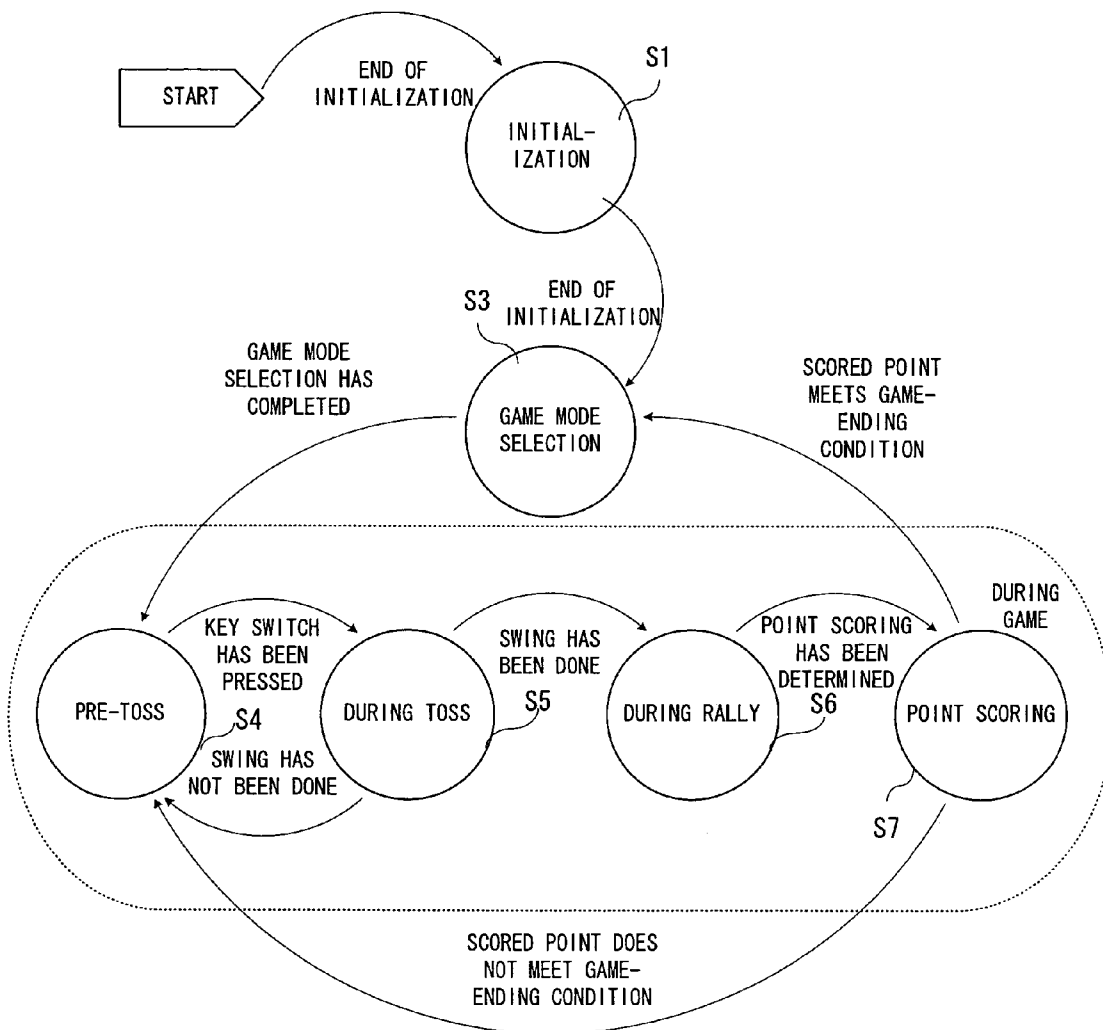 START
END OF
INITIALIZATION
S1
INITIAL-
IZATION
END OF
INITIALIZATION
S3
GAME MODE
SELECTION
GAME MODE
SELECTION HAS
COMPLETED
SCORED POINT
MEETS GAME-
ENDING
CONDITION
DURING
GAME
PRE-TOSS
S4
KEY SWITCH
HAS BEEN
PRESSED
SWING HAS
NOT BEEN DONE
DURING TOSS
S5
SWING HAS
BEEN DONE
DURING RALLY
S6
POINT SCORING
HAS BEEN
DETERMINED
POINT SCORING
S7
SCORED POINT DOES
NOT MEET GAME-
ENDING CONDITION